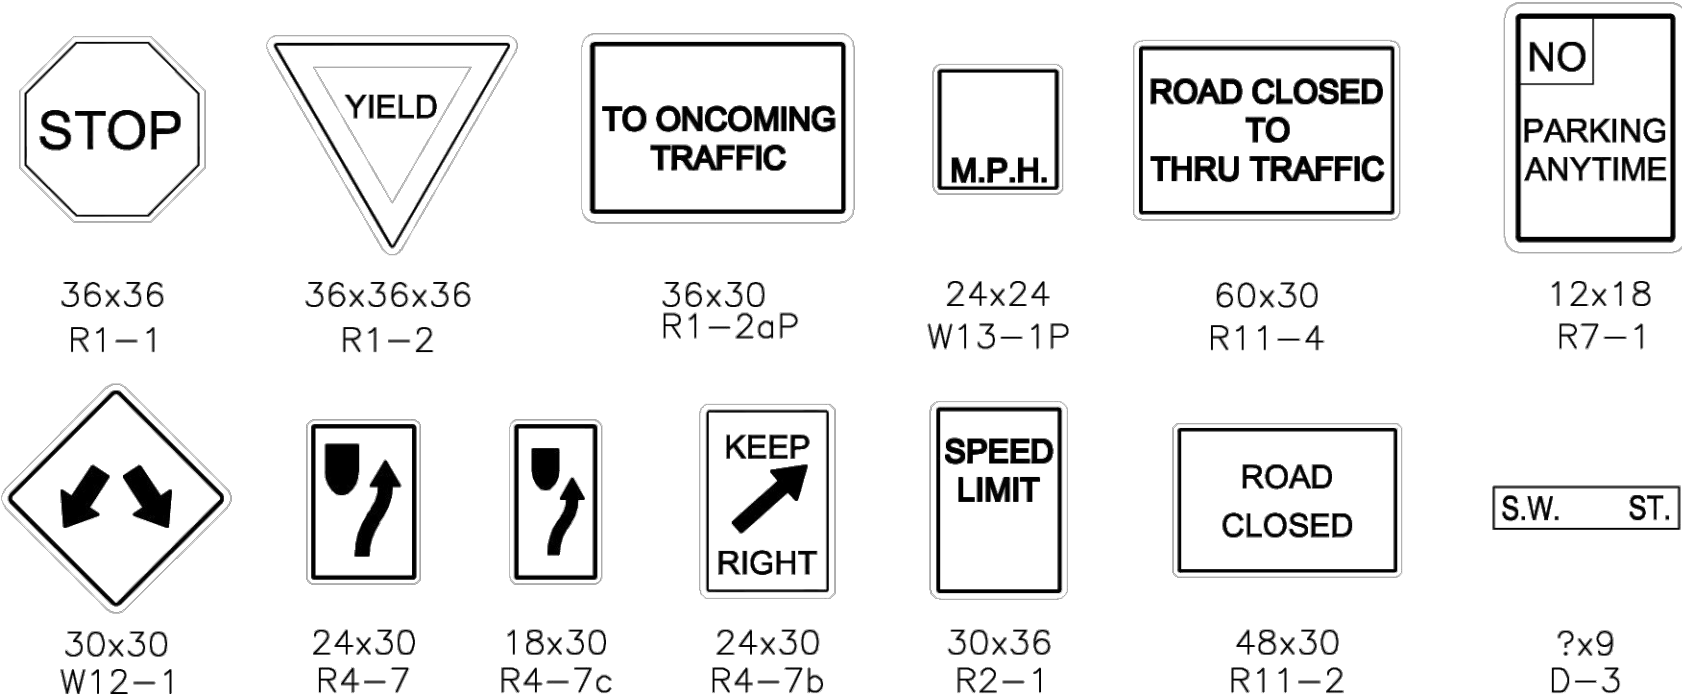 STOP
36x36
R1-1
YIELD
36x36x36
R1-2
TO ONCOMING
TRAFFIC
36x30
R1-2aP
M.P.H.
24x24
W13-1P
ROAD CLOSED
TO
THRU TRAFFIC
60x30
R11-4
NO
PARKING
ANYTIME
12x18
R7-1
30x30
W12-1
24x30
R4-7
18x30
R4-7c
KEEP
RIGHT
24x30
R4-7b
SPEED
LIMIT
30x36
R2-1
ROAD
CLOSED
48x30
R11-2
S.W. ST.
?x9
D-3